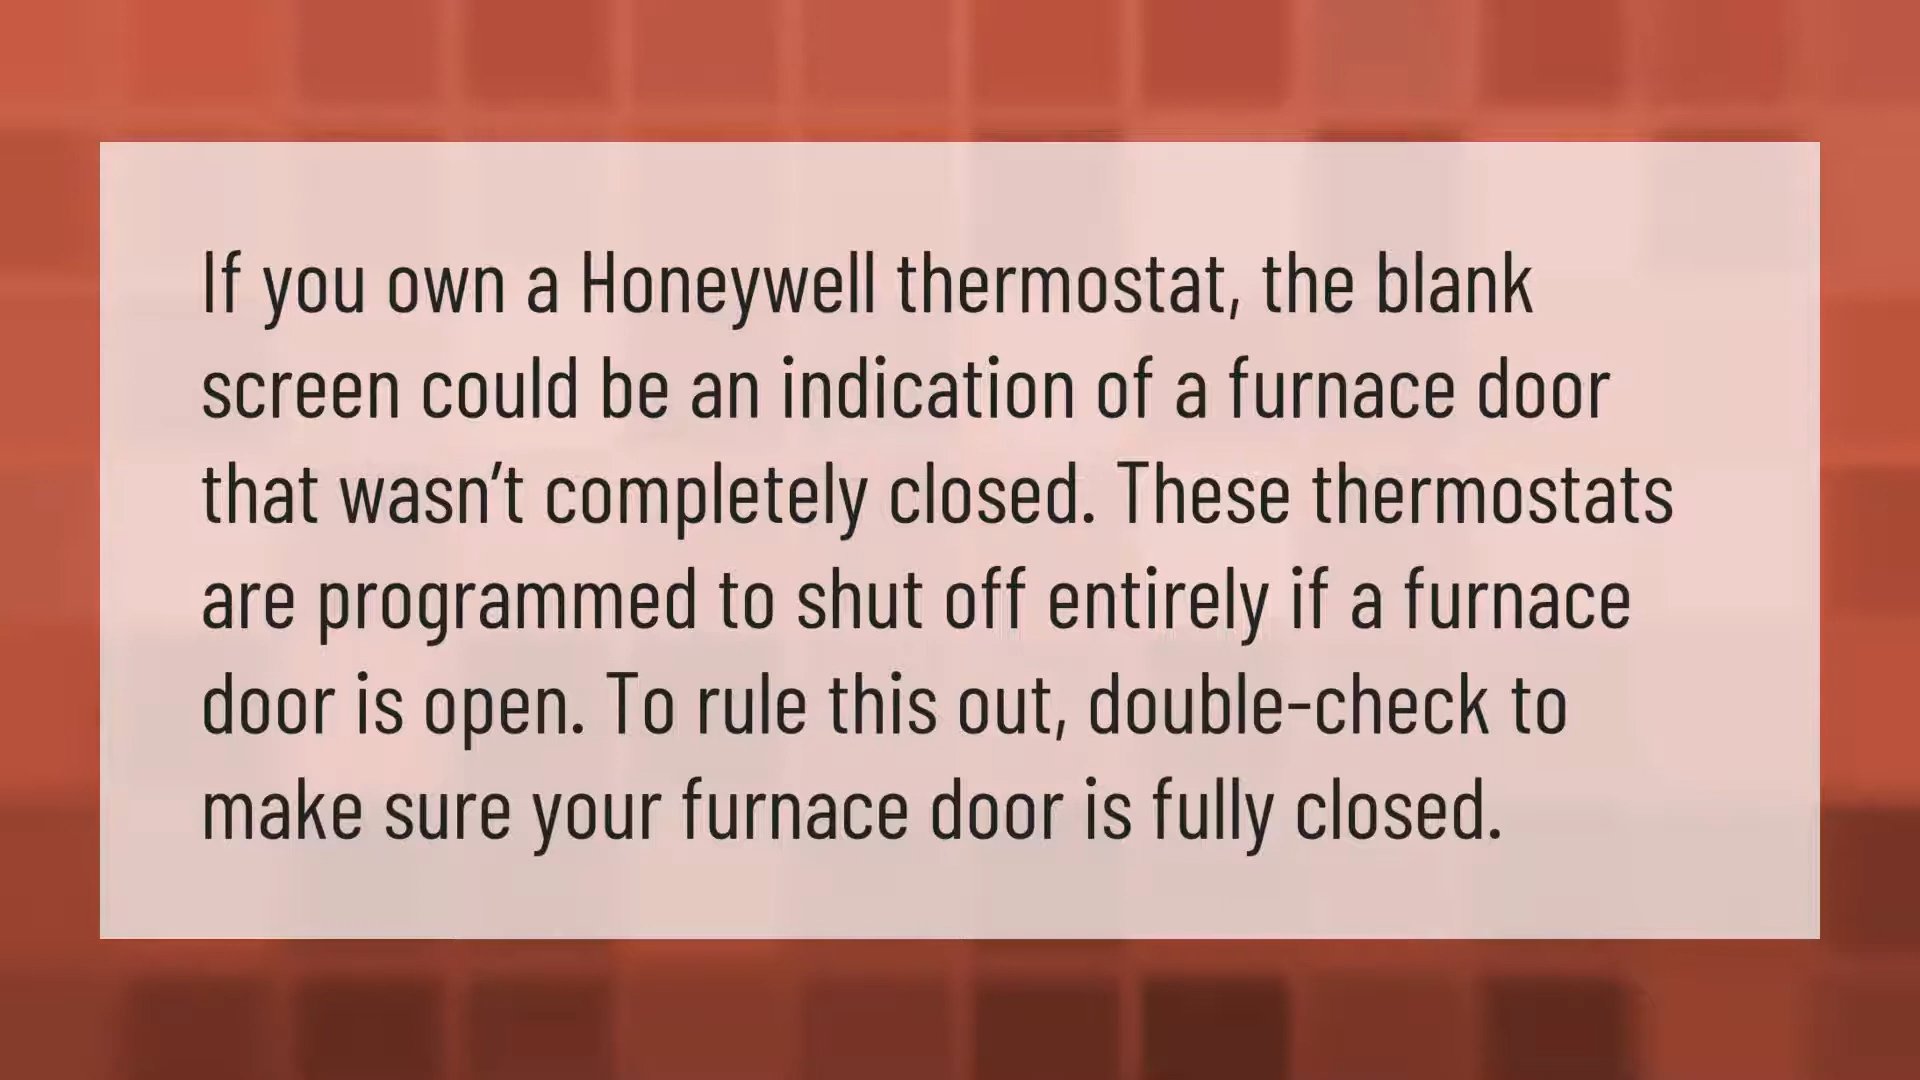 If you own a Honeywell thermostat, the blank
screen could be an indication of a furnace door
that wasn’t completely closed. These thermostats
are programmed to shut off entirely if a furnace
door is open. To rule this out, double-check to
make sure your furnace door is fully closed.